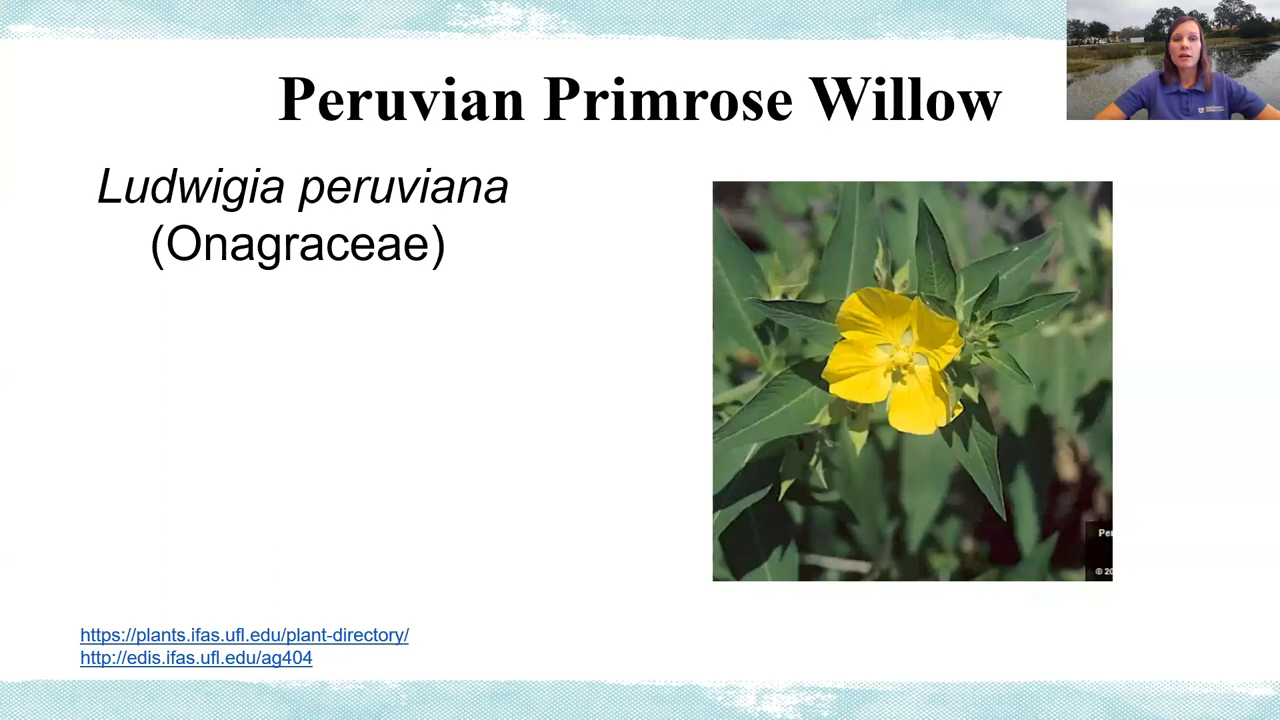 Peruvian Primrose Willow
Ludwigia peruviana
(Onagraceae)
https://plants.ifas.ufl.edu/plant-directory/
http://edis.ifas.ufl.edu/ag404